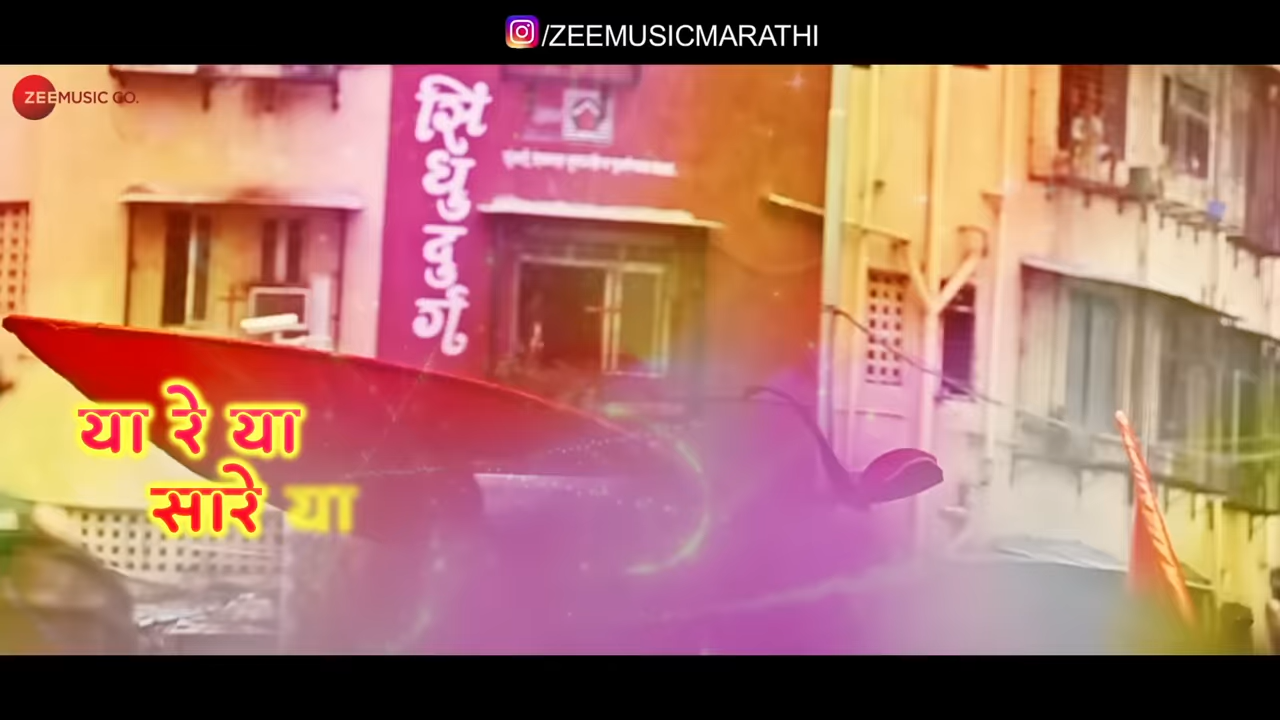 /ZEEMUSICMARATHI
ZEEMUSIC CO.
सिंधुदुर्ग
या रे या
सारे या